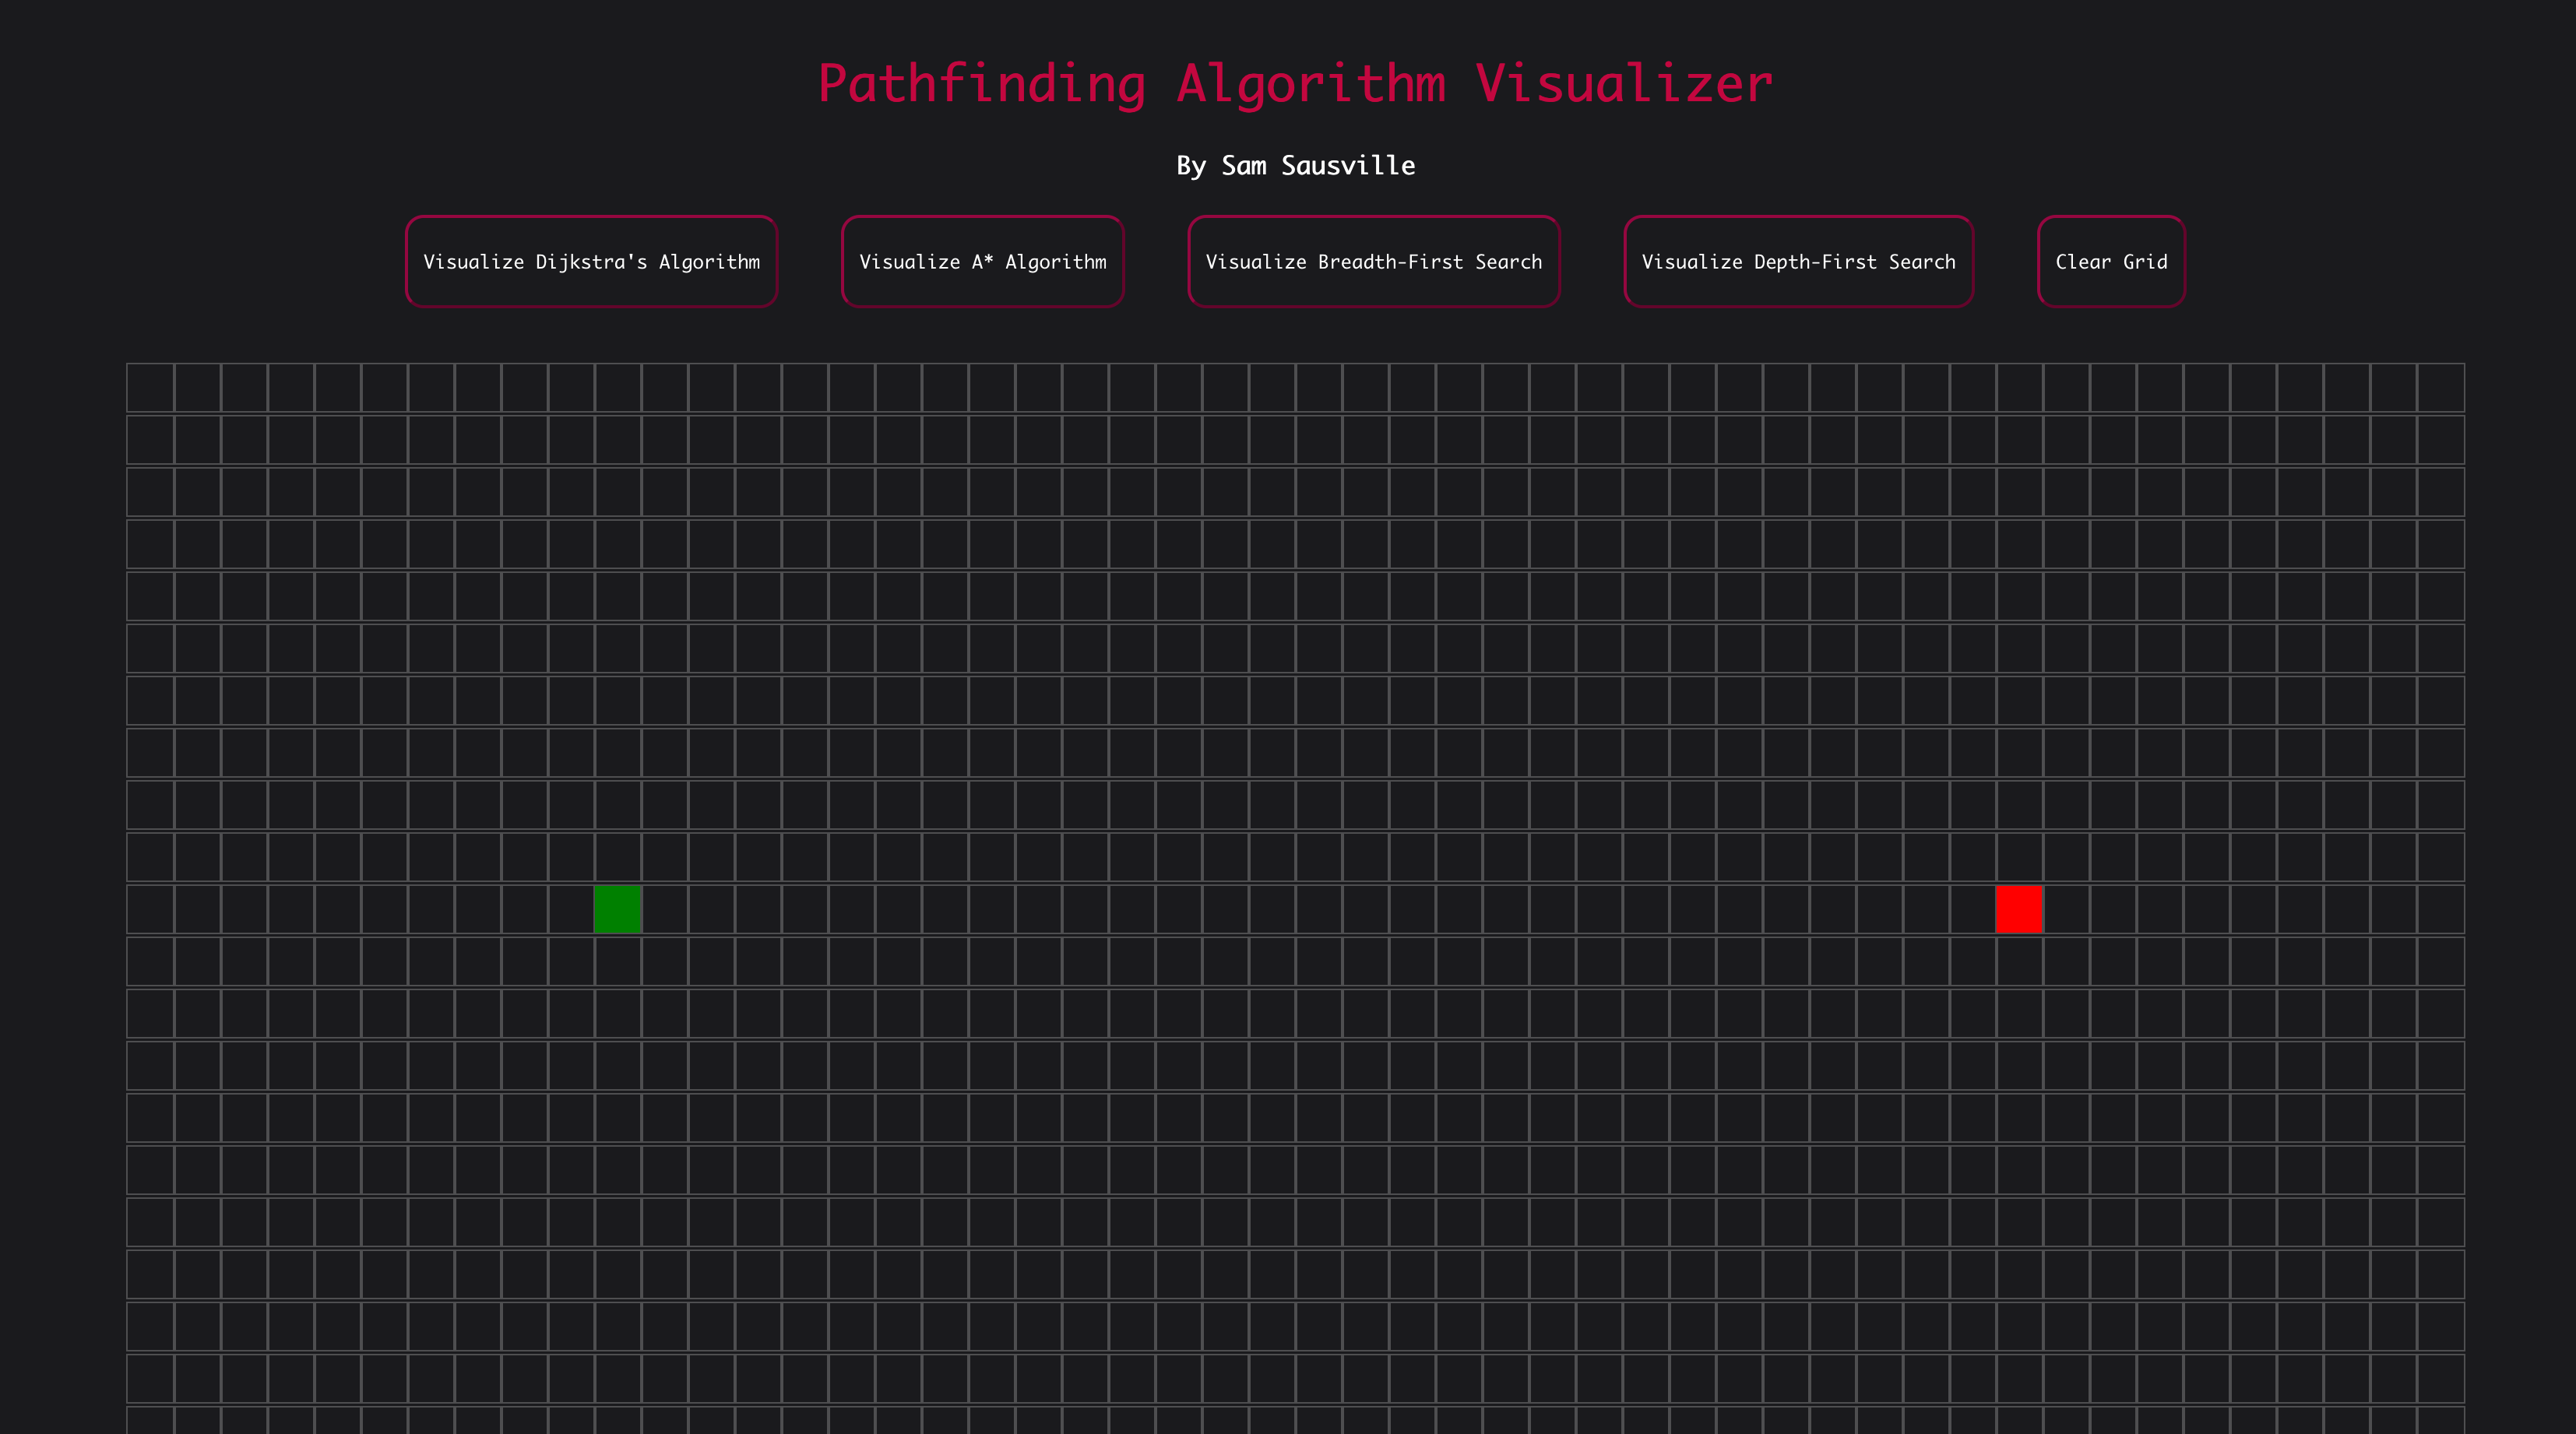 Pathfinding Algorithm Visualizer
By Sam Sausville
Visualize Dijkstra's Algorithm
Visualize A* Algorithm
Visualize Breadth-First Search
Visualize Depth-First Search
Clear Grid